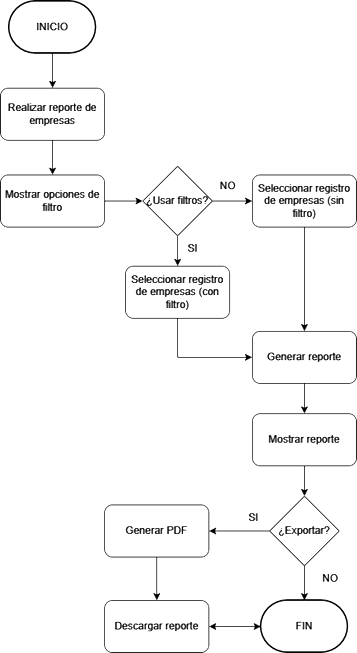 INICIO
Realizar reporte de
empresas
Mostrar opciones de
filtro
¿Usar filtros?
NO
Seleccionar registro
de empresas (sin
filtro)
SI
Seleccionar registro
de empresas (con
filtro)
Generar reporte
Mostrar reporte
¿Exportar?
SI
Generar PDF
NO
Descargar reporte
FIN